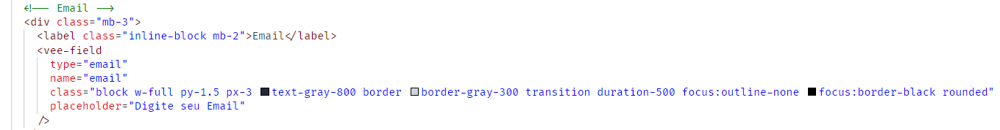 <!-- Email -->
<div class="mb-3">
<label class="inline-block mb-2">Email</label>
<vee-field
type="email"
name="email"
class="block w-full py-1.5 px-3 text-gray-800 border border-gray-300 transition duration-500 focus:outline-none focus:border-black rounded"
placeholder="Digite seu Email"
/>